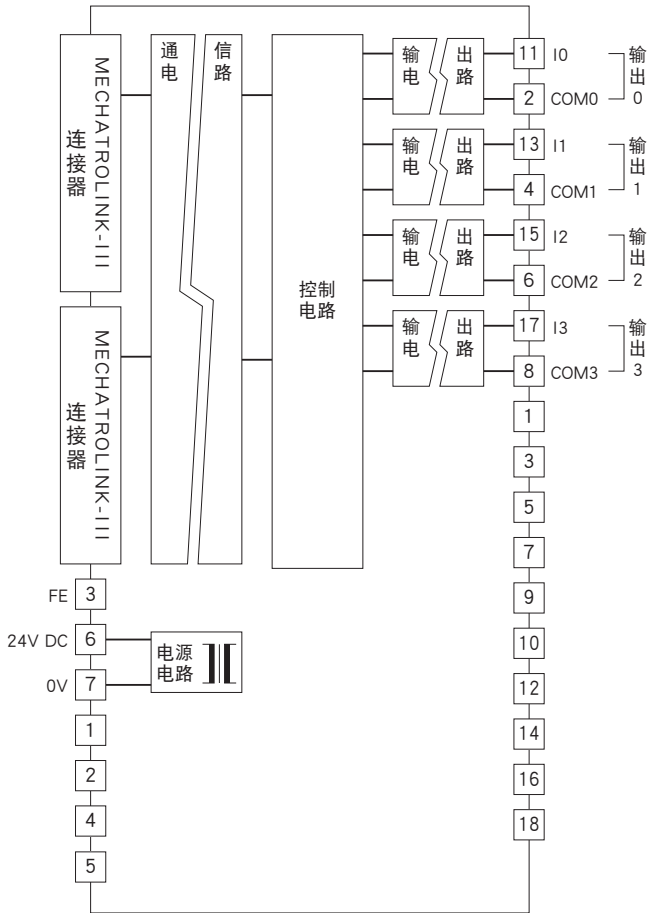 MECHATROLINK-III
连接器
MECHATROLINK-III
连接器
通 信
电 路
控制
电路
输 出
电 路
11 I0
2 COM0
输出0
输 出
电 路
13 I1
4 COM1
输出1
输 出
电 路
15 I2
6 COM2
输出2
输 出
电 路
17 I3
8 COM3
输出3
1
3
5
7
9
10
12
14
16
18
FE 3
24V DC 6
0V 7
电源
电路
1
2
4
5